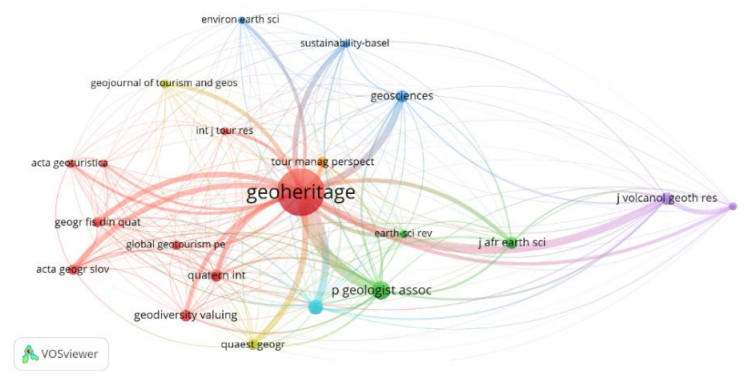 environ earth sci
sustainability-basel
geojournal of tourism and geos
geosciences
int j tour res
tour manag perspect
acta geoturistica
geoheritage
j volcanol geoth res
geogr fis din quat
earth-sci rev
global geotourism pe
j afr earth sci
acta geogr slov
quatern int
p geologist assoc
geodiversity valuing
quaest geogr
VOSviewer